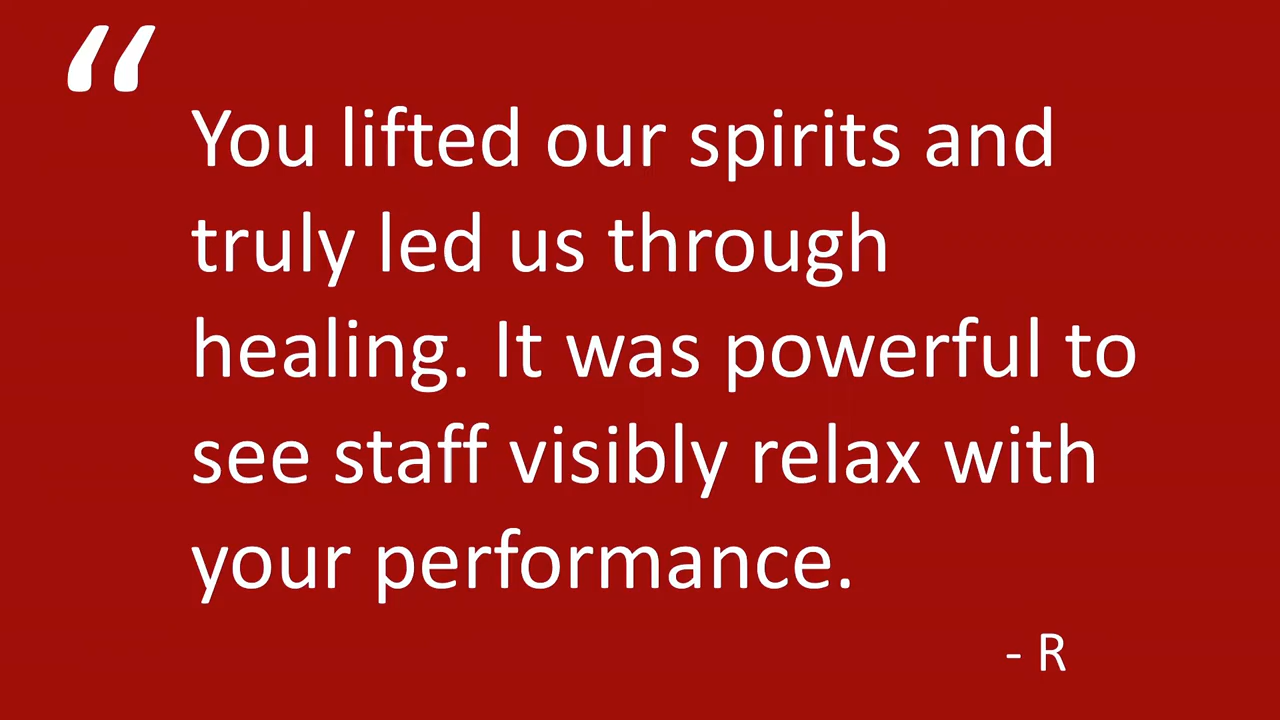 “
You lifted our spirits and
truly led us through
healing. It was powerful to
see staff visibly relax with
your performance.
- R